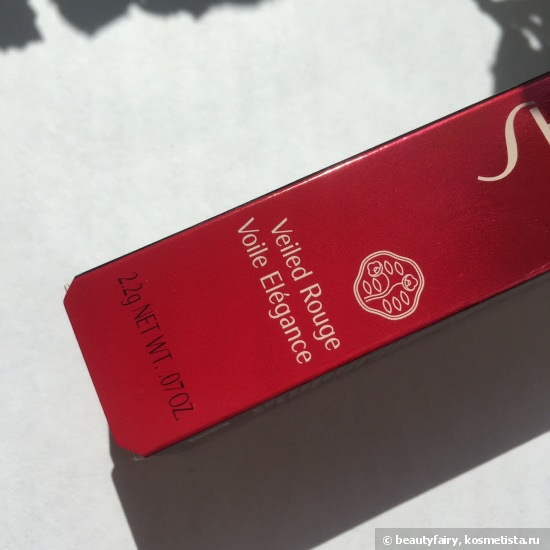 Veiled Rouge
Voile Elégance
2.2g NET WT. .07 OZ.
© beautyfairy, kosmetista.ru